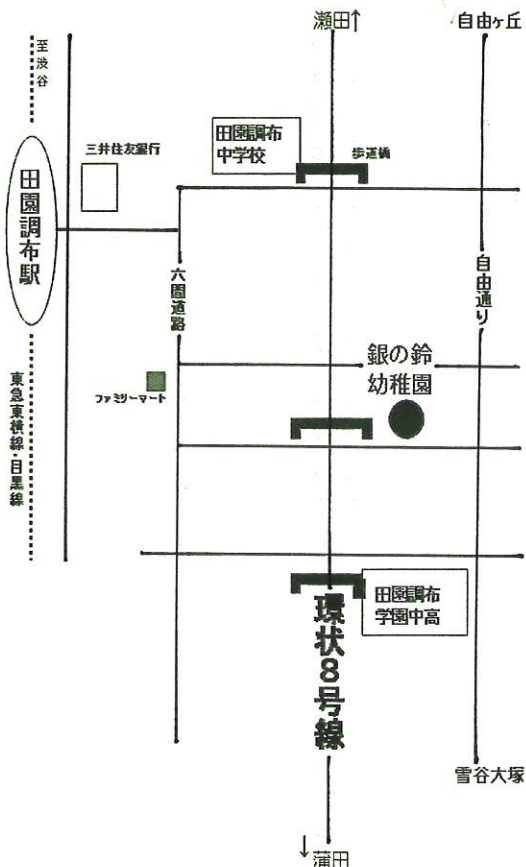 瀬田↑
自由ヶ丘
至渋谷
三井住友銀行
田園調布
中学校
歩道橋
田園調布駅
六間道路
自由通り
銀の鈴
幼稚園
ファミリーマート
東急東横線・目黒線
田園調布
学園中高
環状8号線
雪谷大塚
↓蒲田